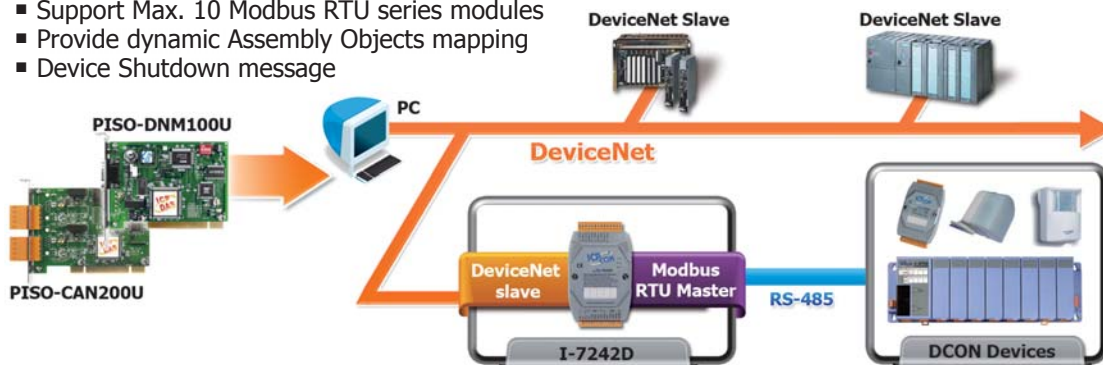 ▪ Support Max. 10 Modbus RTU series modules
▪ Provide dynamic Assembly Objects mapping
▪ Device Shutdown message
DeviceNet Slave
DeviceNet Slave
PC
PISO-DNM100U
DeviceNet
PISO-CAN200U
DeviceNet
slave
Modbus
RTU Master
RS-485
I-7242D
DCON Devices